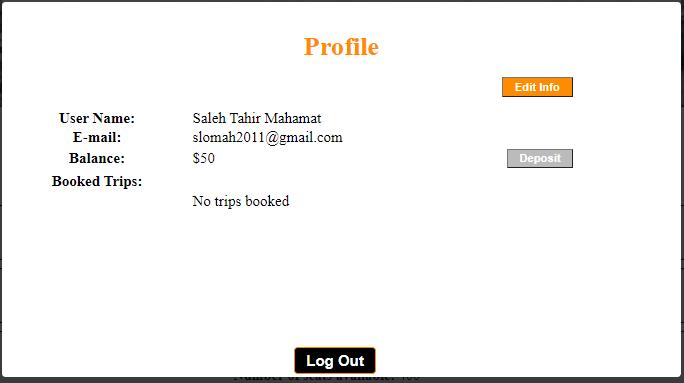 Profile
Edit Info
User Name: Saleh Tahir Mahamat
E-mail: slomah2011@gmail.com
Balance: $50 Deposit
Booked Trips:
No trips booked
Log Out